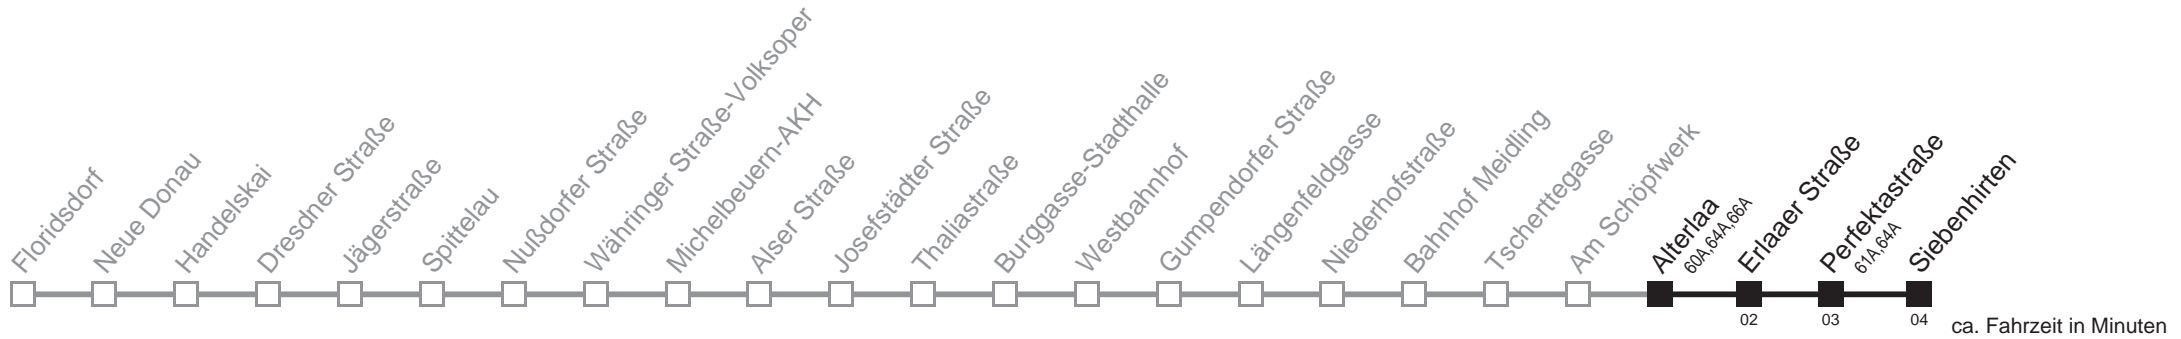 Floridsdorf
Neue Donau
Handelskai
Dresdner Straße
Jägerstraße
Spittelau
Nußdorfer Straße
Währinger Straße-Volksoper
Michelbeuern-AKH
Alser Straße
Josefstädter Straße
Thaliastraße
Burggasse-Stadthalle
Westbahnhof
Gumpendorfer Straße
Längenfeldgasse
Niederhofstraße
Bahnhof Meidling
Tscherttegasse
Am Schöpfwerk
Alterlaa
60A,64A,66A
Erlaaer Straße
Perfektastraße
61A,64A
Siebenhirten
02
03
04
ca. Fahrzeit in Minuten